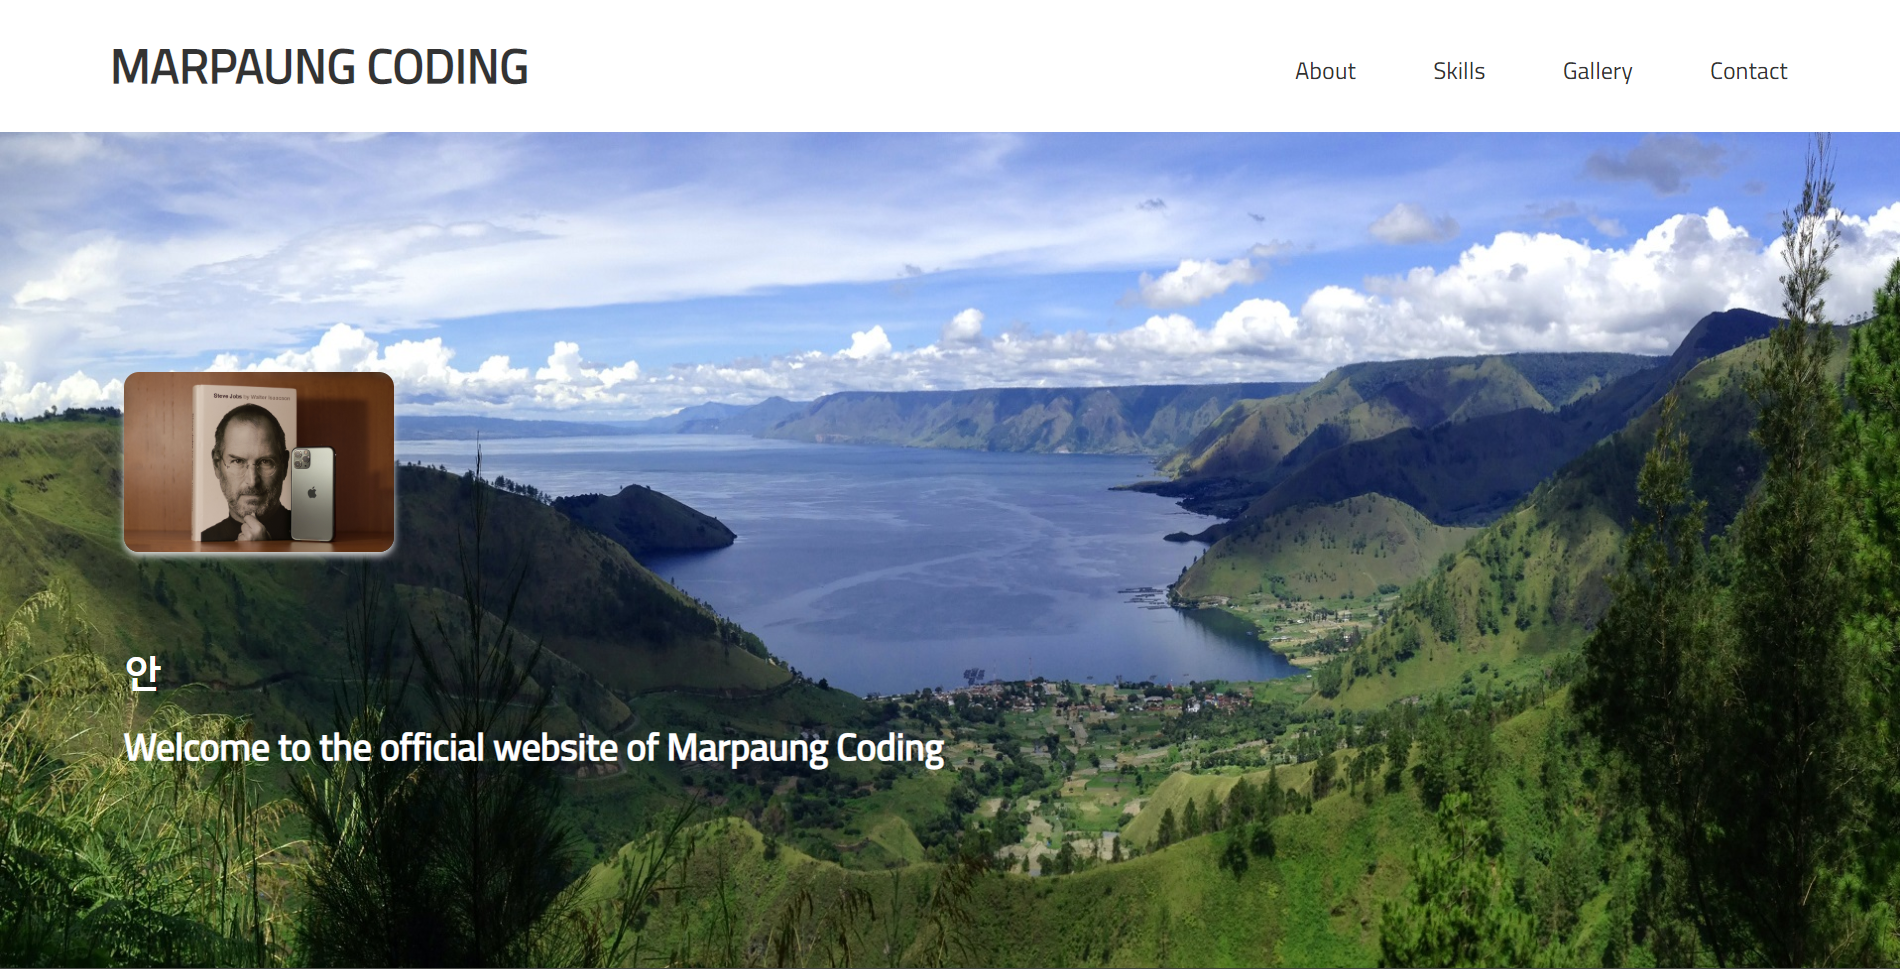 MARPAUNG CODING
About Skills Gallery Contact
Steve Jobs by Walter Isaacson
안
Welcome to the official website of Marpaung Coding